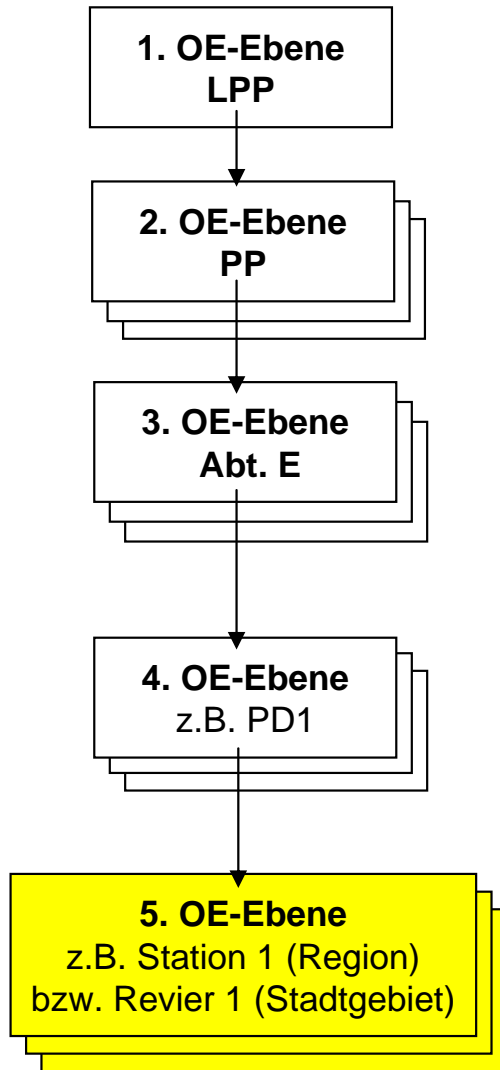 1. OE-Ebene
LPP
2. OE-Ebene
PP
3. OE-Ebene
Abt. E
4. OE-Ebene
z.B. PD1
5. OE-Ebene
z.B. Station 1 (Region)
bzw. Revier 1 (Stadtgebiet)